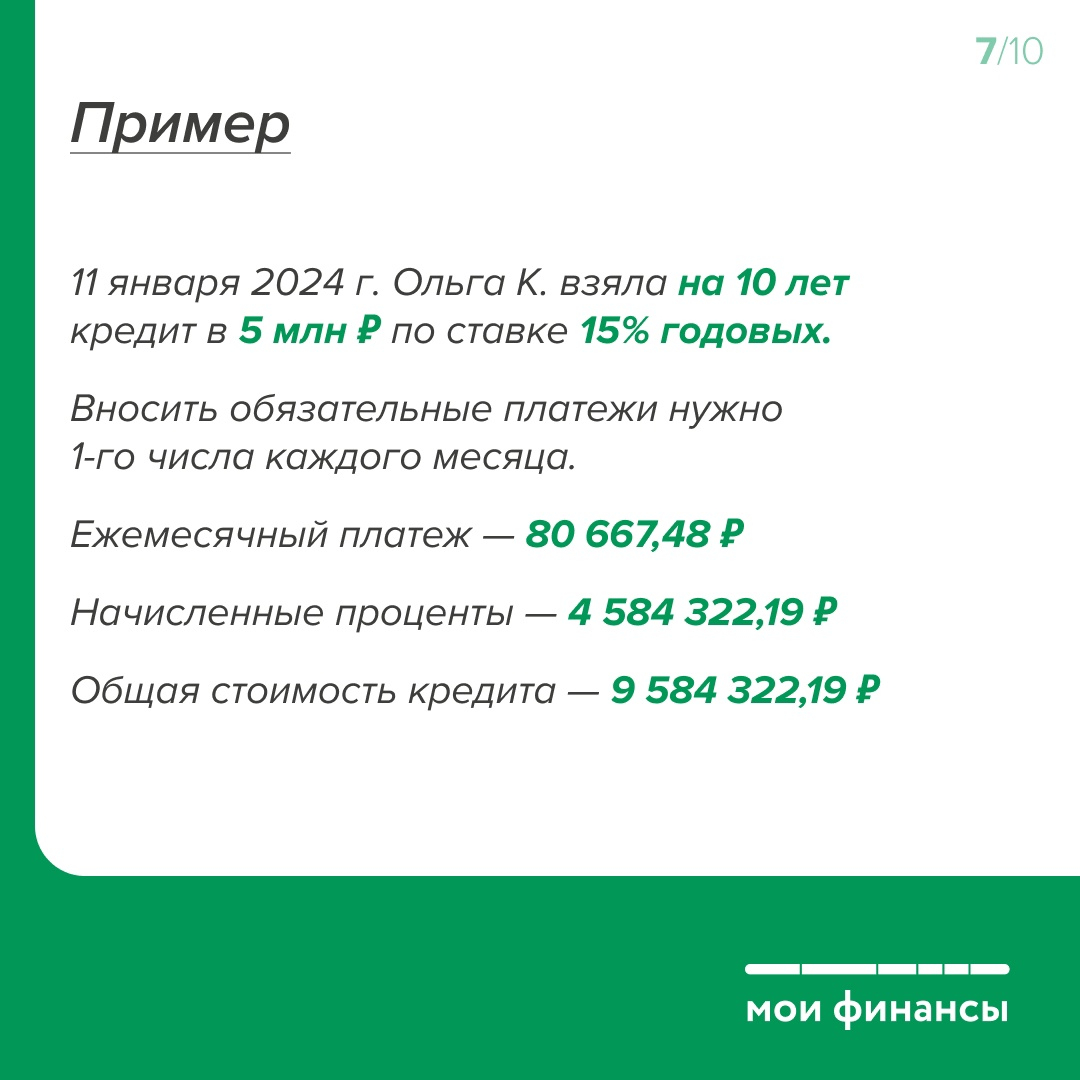 7/10
Пример
11 января 2024 г. Ольга К. взяла на 10 лет
кредит в 5 млн ₽ по ставке 15% годовых.
Вносить обязательные платежи нужно
1-го числа каждого месяца.
Ежемесячный платеж — 80 667,48 ₽
Начисленные проценты — 4 584 322,19 ₽
Общая стоимость кредита — 9 584 322,19 ₽
мои финансы